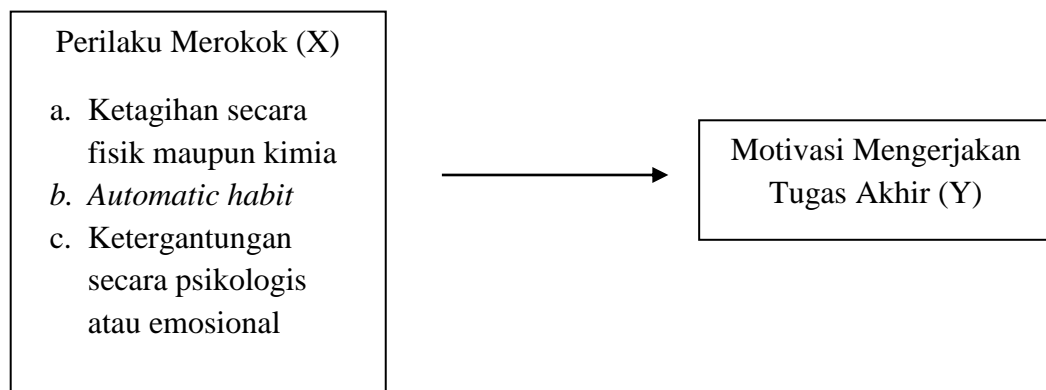 Perilaku Merokok (X)
a. Ketagihan secara
fisik maupun kimia
b. Automatic habit
c. Ketergantungan
secara psikologis
atau emosional
Motivasi Mengerjakan
Tugas Akhir (Y)